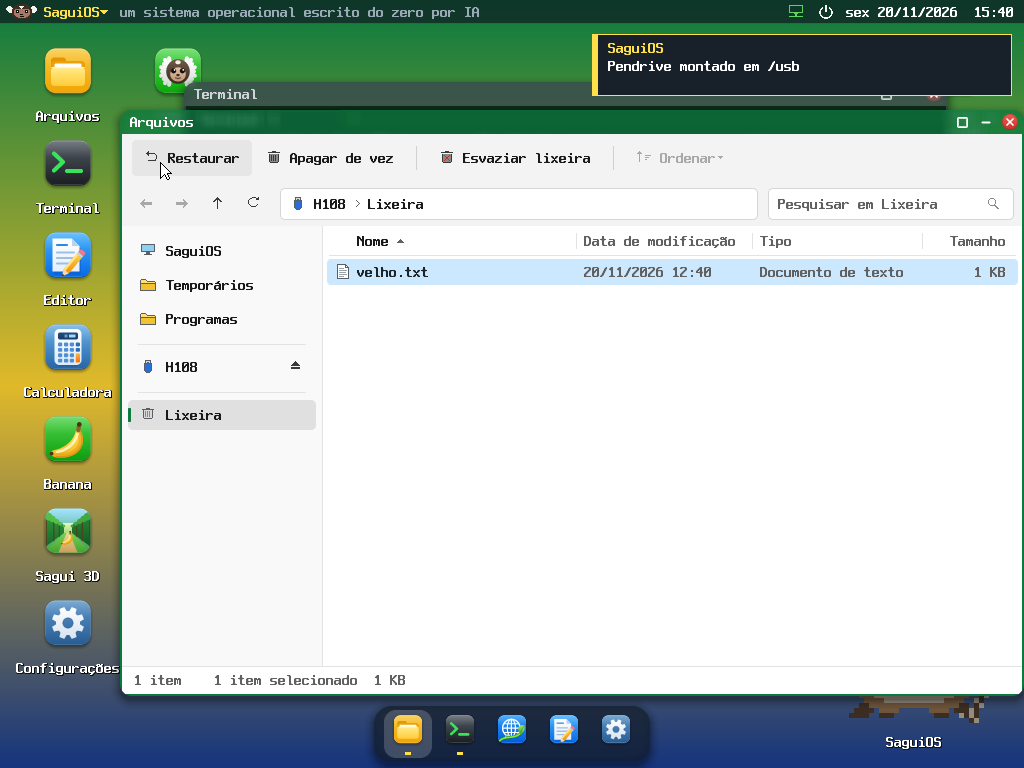 SaguiOS um sistema operacional escrito do zero por IA
sex 20/11/2026 15:40
SaguiOS
Pendrive montado em /usb
Terminal
Arquivos
Restaurar Apagar de vez Esvaziar lixeira Ordenar
H108 Lixeira
Pesquisar em Lixeira
SaguiOS
Temporários
Programas
H108
Lixeira
Nome Data de modificação Tipo Tamanho
velho.txt 20/11/2026 12:40 Documento de texto 1 KB
1 item 1 item selecionado 1 KB
Arquivos
Terminal
Editor
Calculadora
Banana
Sagui 3D
Configurações
SaguiOS